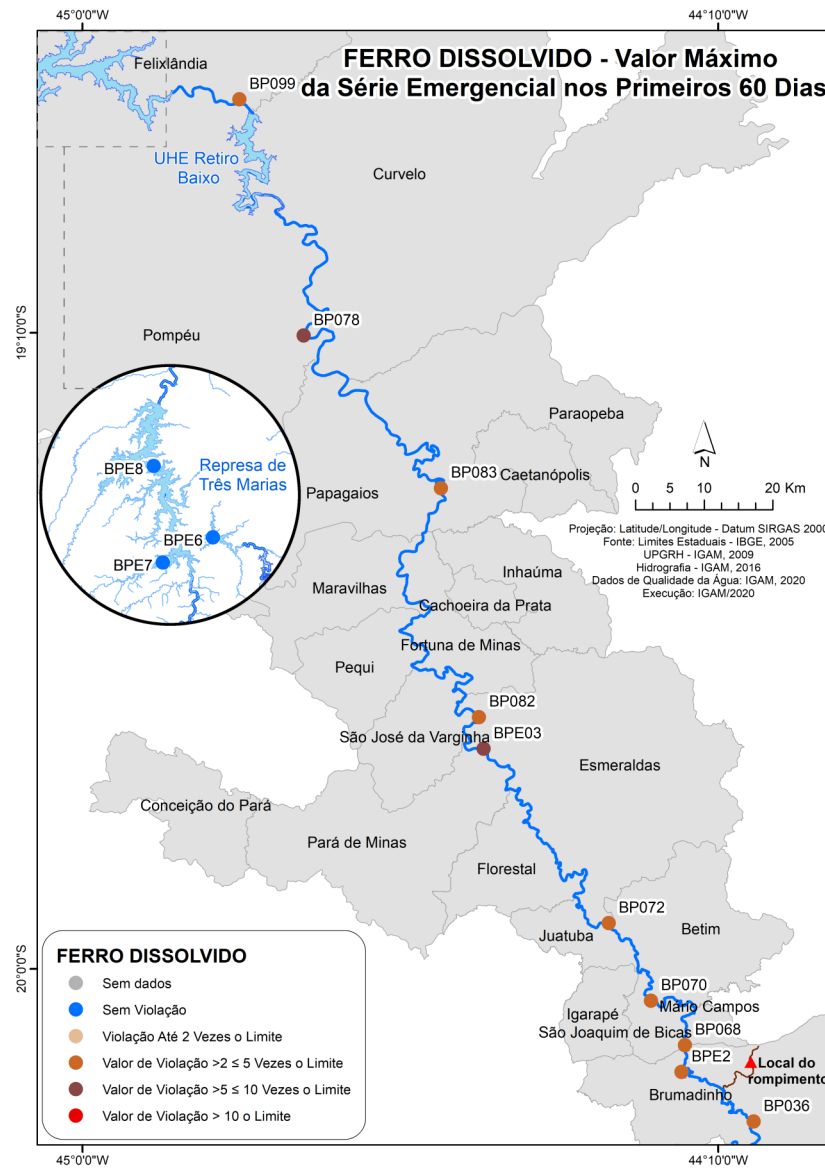 45°0'0"W
44°10'0"W
FERRO DISSOLVIDO - Valor Máximo
da Série Emergencial nos Primeiros 60 Dias
Felixlândia
BP099
UHE Retiro
Baixo
Curvelo
19°10'0"S
19°10'0"S
BP078
Pompéu
Paraopeba
BPE8
Represa de
Três Marias
BPE6
BPE7
BP083
Caetanópolis
Papagaios
N
0 5 10 20 Km
Projeção: Latitude/Longitude - Datum SIRGAS 2000
Fonte: Limites Estaduais - IBGE, 2005
UPGRH - IGAM, 2009
Hidrografia - IGAM, 2016
Dados de Qualidade da Água: IGAM, 2020
Execução: IGAM/2020
Inhaúma
Maravilhas
Cachoeira da Prata
Fortuna de Minas
Pequi
BP082
São José da Varginha
BPE03
Esmeraldas
Conceição do Pará
Pará de Minas
Florestal
BP072
Juatuba
Betim
20°0'0"S
20°0'0"S
BP070
Mário Campos
Igarapé
São Joaquim de Bicas
BP068
BPE2
Local do
rompimento
Brumadinho
BP036
FERRO DISSOLVIDO
Sem dados
Sem Violação
Violação Até 2 Vezes o Limite
Valor de Violação >2 ≤ 5 Vezes o Limite
Valor de Violação >5 ≤ 10 Vezes o Limite
Valor de Violação > 10 o Limite
45°0'0"W
44°10'0"W